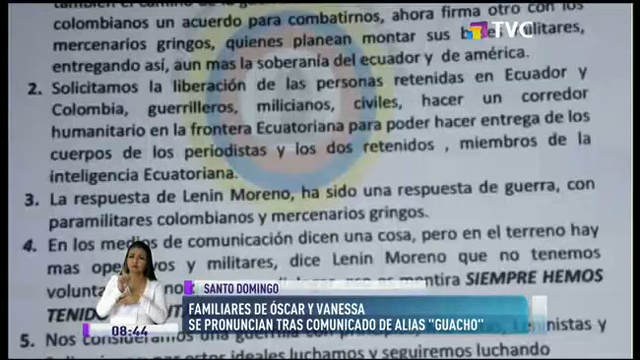 colombianos un acuerdo para combatirnos, ahora firma otro con los
mercenarios gringos, quienes planean montar sus militares,
entregando así, aun mas la soberanía del ecuador y de américa.
TVC
2. Solicitamos la liberación de las personas retenidas en Ecuador y
Colombia, guerrilleros, milicianos, civiles, hacer un corredor
humanitario en la frontera Ecuatoriana para poder hacer entrega de los
cuerpos de los periodistas y los dos retenidos , miembros de la
inteligencia Ecuatoriana.
3. La respuesta de Lenin Moreno, ha sido una respuesta de guerra, con
paramilitares colombianos y mercenarios gringos.
4. En los medios de comunicación dicen una cosa, pero en el terreno hay
mas y militares, dice Lenin Moreno que no tenemos
mentira SIEMPRE HEMOS
SANTO DOMINGO
FAMILIARES DE ÓSCAR Y VANESSA
SE PRONUNCIAN TRAS COMUNICADO DE ALIAS "GUACHO"
08:44
5. Nos
ideales luchamos y seguiremos luchando